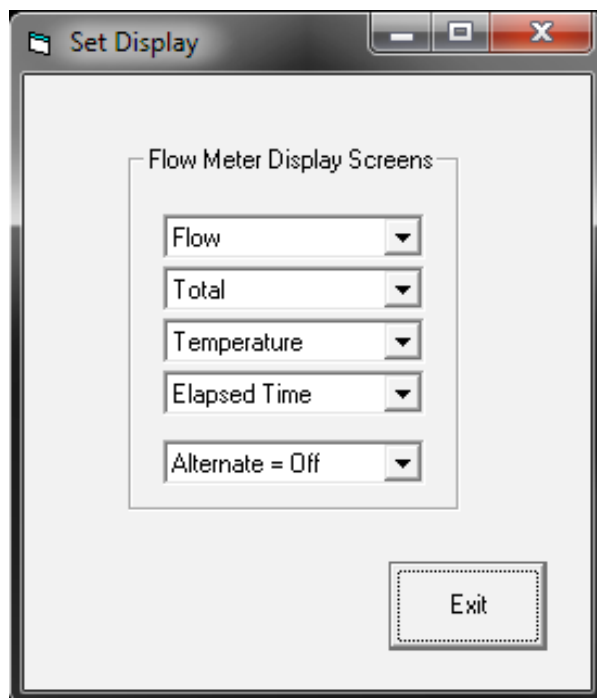 Set Display
Flow Meter Display Screens
Flow
Total
Temperature
Elapsed Time
Alternate = Off
Exit